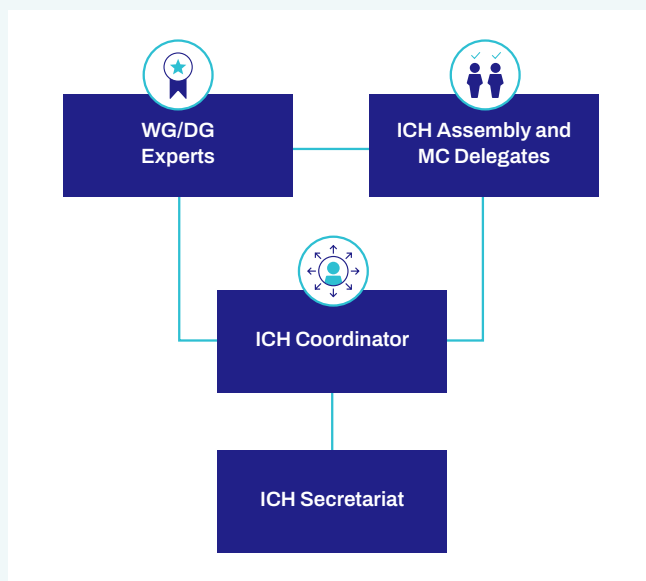 WG/DG
Experts
ICH Assembly and
MC Delegates
ICH Coordinator
ICH Secretariat